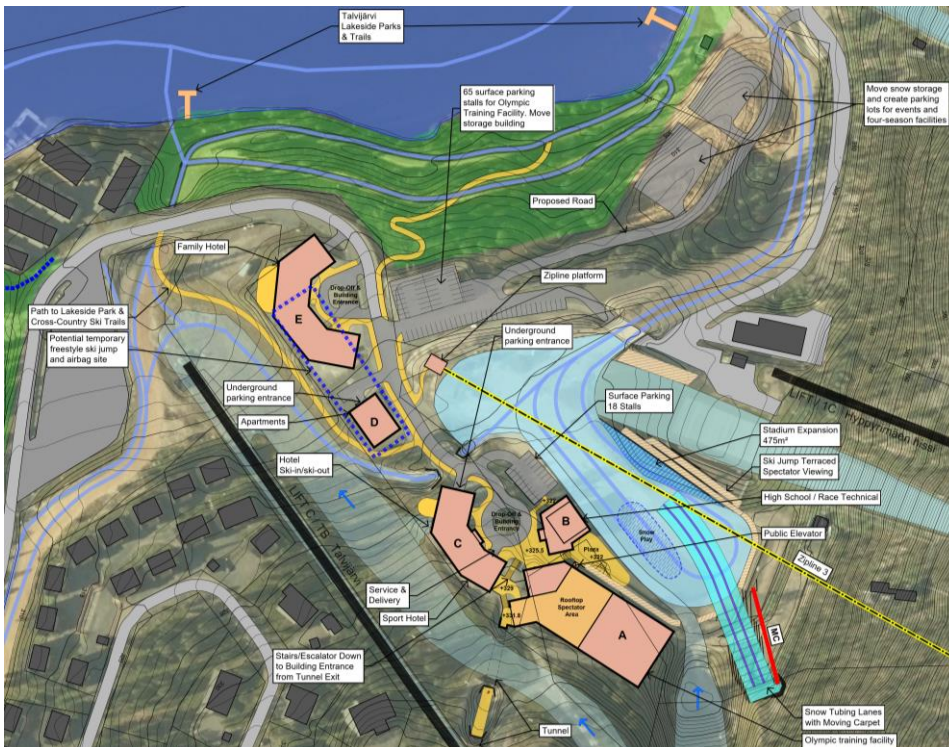 Talvijärvi
Lakeside Parks
& Trails
65 surface parking
stalls for Olympic
Training Facility. Move
storage building
Move snow storage
and create parking
lots for events and
four-season facilities
Proposed Road
Family Hotel
Zipline platform
Drop-Off &
Building
Entrance
Underground
parking entrance
E
Path to Lakeside Park &
Cross-Country Ski Trails
Potential temporary
freestyle ski jump
and airbag site
Underground
parking entrance
Surface Parking
18 Stalls
Apartments
D
Stadium Expansion
475m²
Hotel
Ski-in/ski-out
Ski Jump Terraced
Spectator Viewing
High School / Race Technical
Drop-Off &
Building
Entrance
B
Public Elevator
Snow
Play
C
+325.5
Plaza
Zipline 3
Service &
Delivery
Rooftop
Spectator
Area
Sport Hotel
A
MC
Stairs/Escalator Down
to Building Entrance
from Tunnel Exit
Snow Tubing Lanes
with Moving Carpet
Tunnel
Olympic training facility